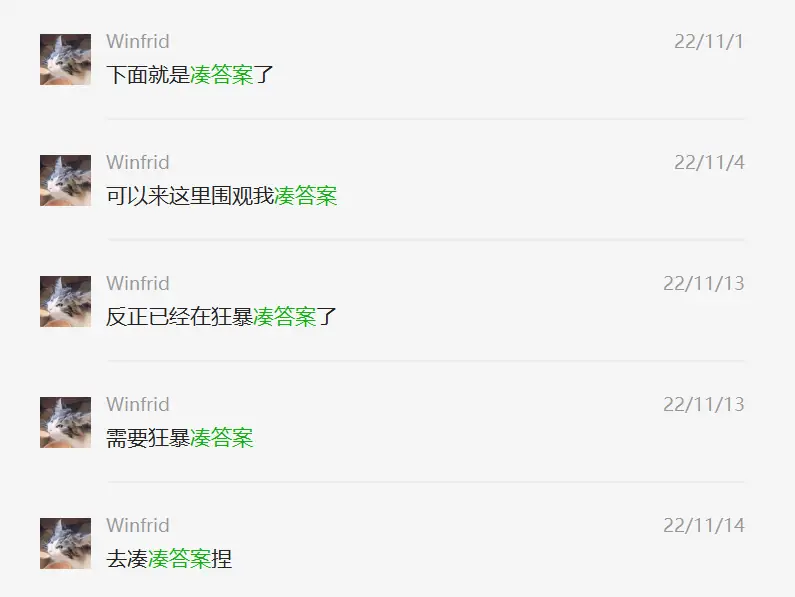 Winfrid 22/11/1
下面就是凑答案了
Winfrid 22/11/4
可以来这里围观我凑答案
Winfrid 22/11/13
反正已经在狂暴凑答案了
Winfrid 22/11/13
需要狂暴凑答案
Winfrid 22/11/14
去凑凑答案捏